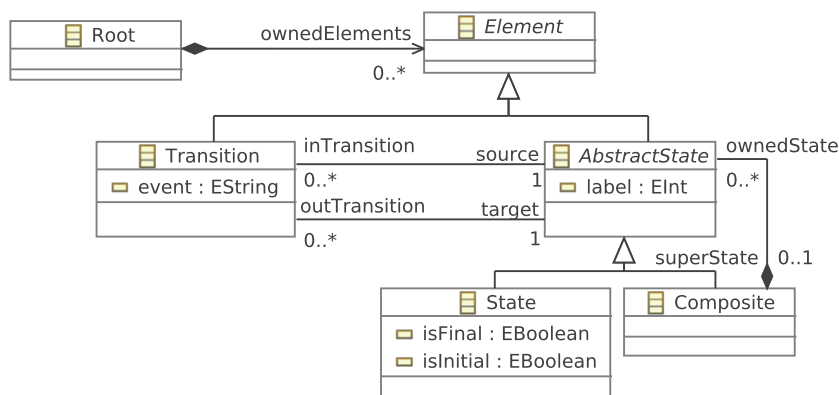 Root
ownedElements
0..*
Element
Transition
event : EString
inTransition
0..*
source
1
outTransition
0..*
target
1
AbstractState
label : EInt
ownedState
0..*
superState
0..1
State
isFinal : EBoolean
isInitial : EBoolean
Composite